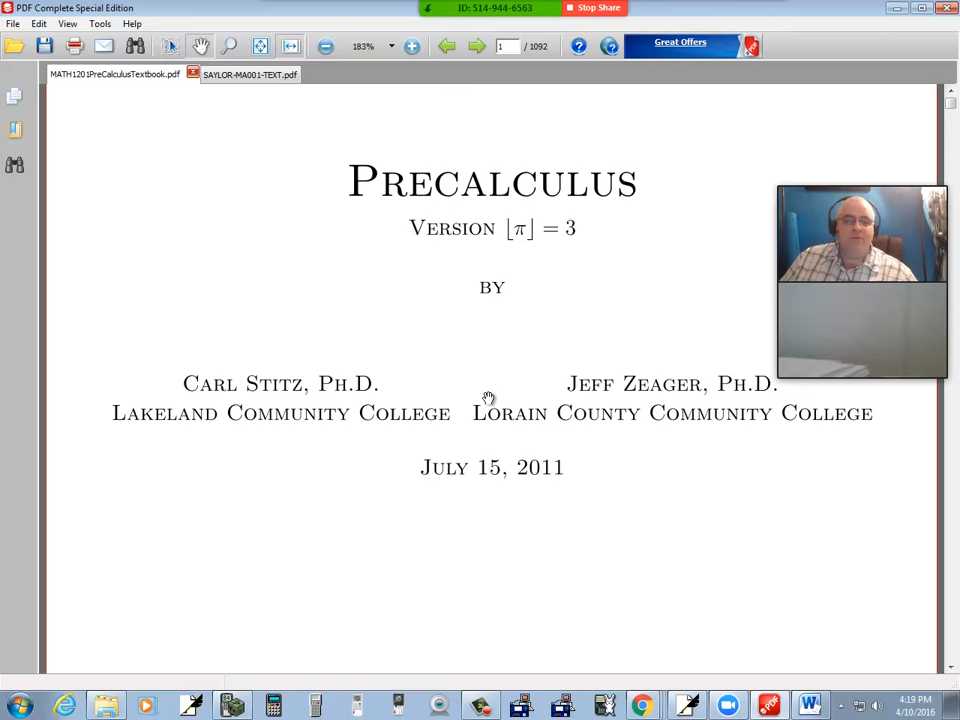 PDF Complete Special Edition
ID: 514-944-6563
Stop Share
File Edit View Tools Help
183%
1 / 1092
Great Offers
MATH1201PreCalculusTextbook.pdf
SAYLOR-MA001-TEXT.pdf
PRECALCULUS
VERSION ⌊π⌋ = 3
BY
CARL STITZ, PH.D. JEFF ZEAGER, PH.D.
LAKELAND COMMUNITY COLLEGE LORAIN COUNTY COMMUNITY COLLEGE
JULY 15, 2011
4:19 PM
4/10/2016